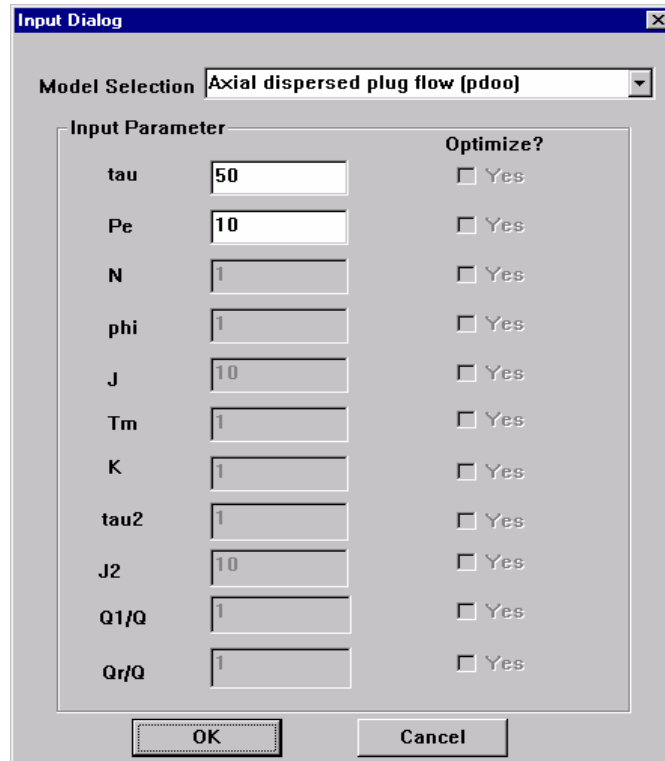 Input Dialog
Model Selection Axial dispersed plug flow (pdoo)
Input Parameter
Optimize?
tau 50 Yes
Pe 10 Yes
N 1 Yes
phi 1 Yes
J 10 Yes
Tm 1 Yes
K 1 Yes
tau2 1 Yes
J2 10 Yes
Q1/Q 1 Yes
Qr/Q 1 Yes
OK Cancel